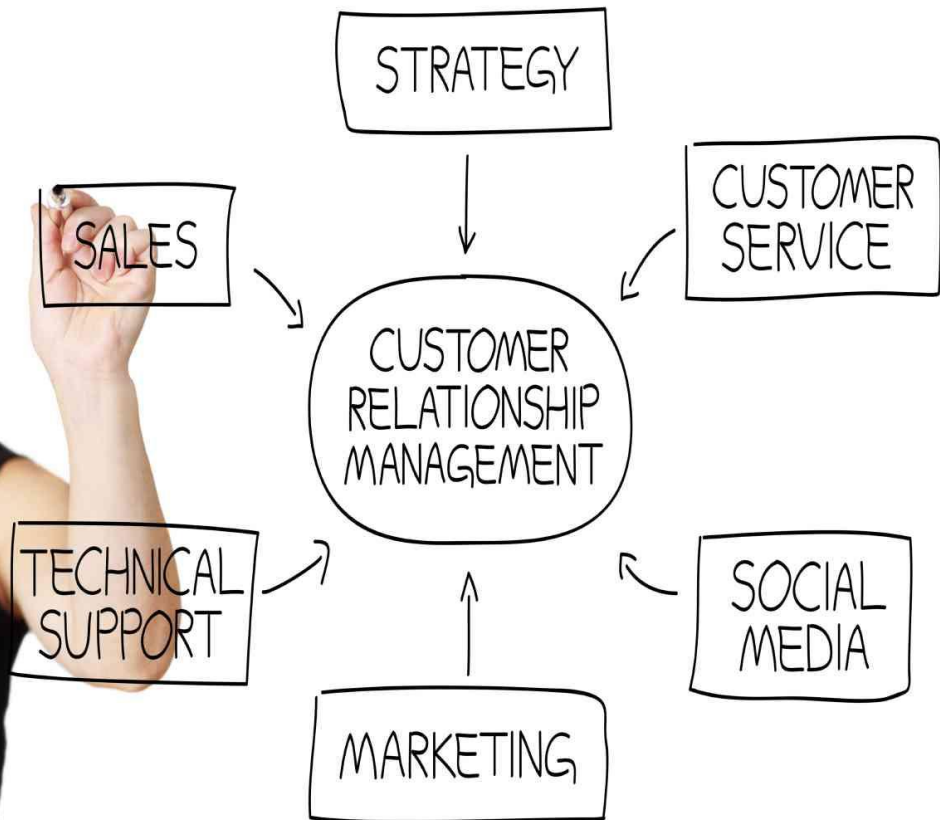 STRATEGY
CUSTOMER
SERVICE
SALES
CUSTOMER
RELATIONSHIP
MANAGEMENT
TECHNICAL
SUPPORT
SOCIAL
MEDIA
MARKETING